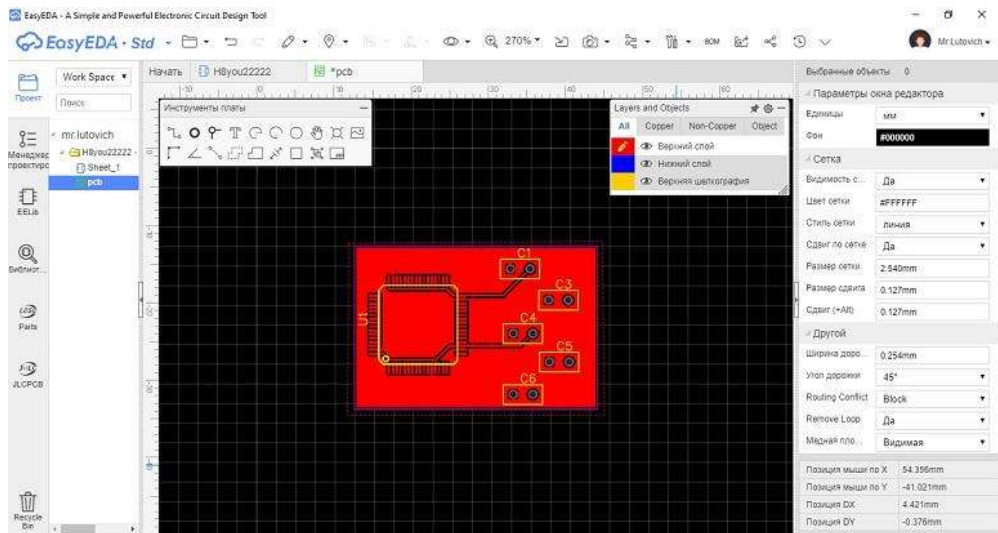 EasyEDA - A Simple and Powerful Electronic Circuit Design Tool
EasyEDA · Std
270%
BOM
Mr Lutovich
Проект
Менеджер
EELib
Библиот...
Parts
JLCPCB
Recycle
Bin
Work Space
Поиск
mr.lutovich
H8you22222
Sheet_1
pcb
Начать
H8you22222
*pcb
Инструменты платы
Layers and Objects
All Copper Non-Copper Object
Верхний слой
Нижний слой
Верхняя шелкография
C1
C3
C4
C5
C6
U1
Выбранные объекты 0
Параметры окна редактора
Единицы мм
Фон #000000
Сетка
Видимость с... Да
Цвет сетки #FFFFFF
Стиль сетки линия
Сдвиг по сетке Да
Размер сетки 2.540mm
Размер сдвига 0.127mm
Сдвиг (+Alt) 0.127mm
Другой
Ширина доро... 0.254mm
Угол дорожки 45°
Routing Conflict Block
Remove Loop Да
Медная пло... Видимая
Позиция мыши по X 54.356mm
Позиция мыши по Y -41.021mm
Позиция DX 4.421mm
Позиция DY -0.376mm